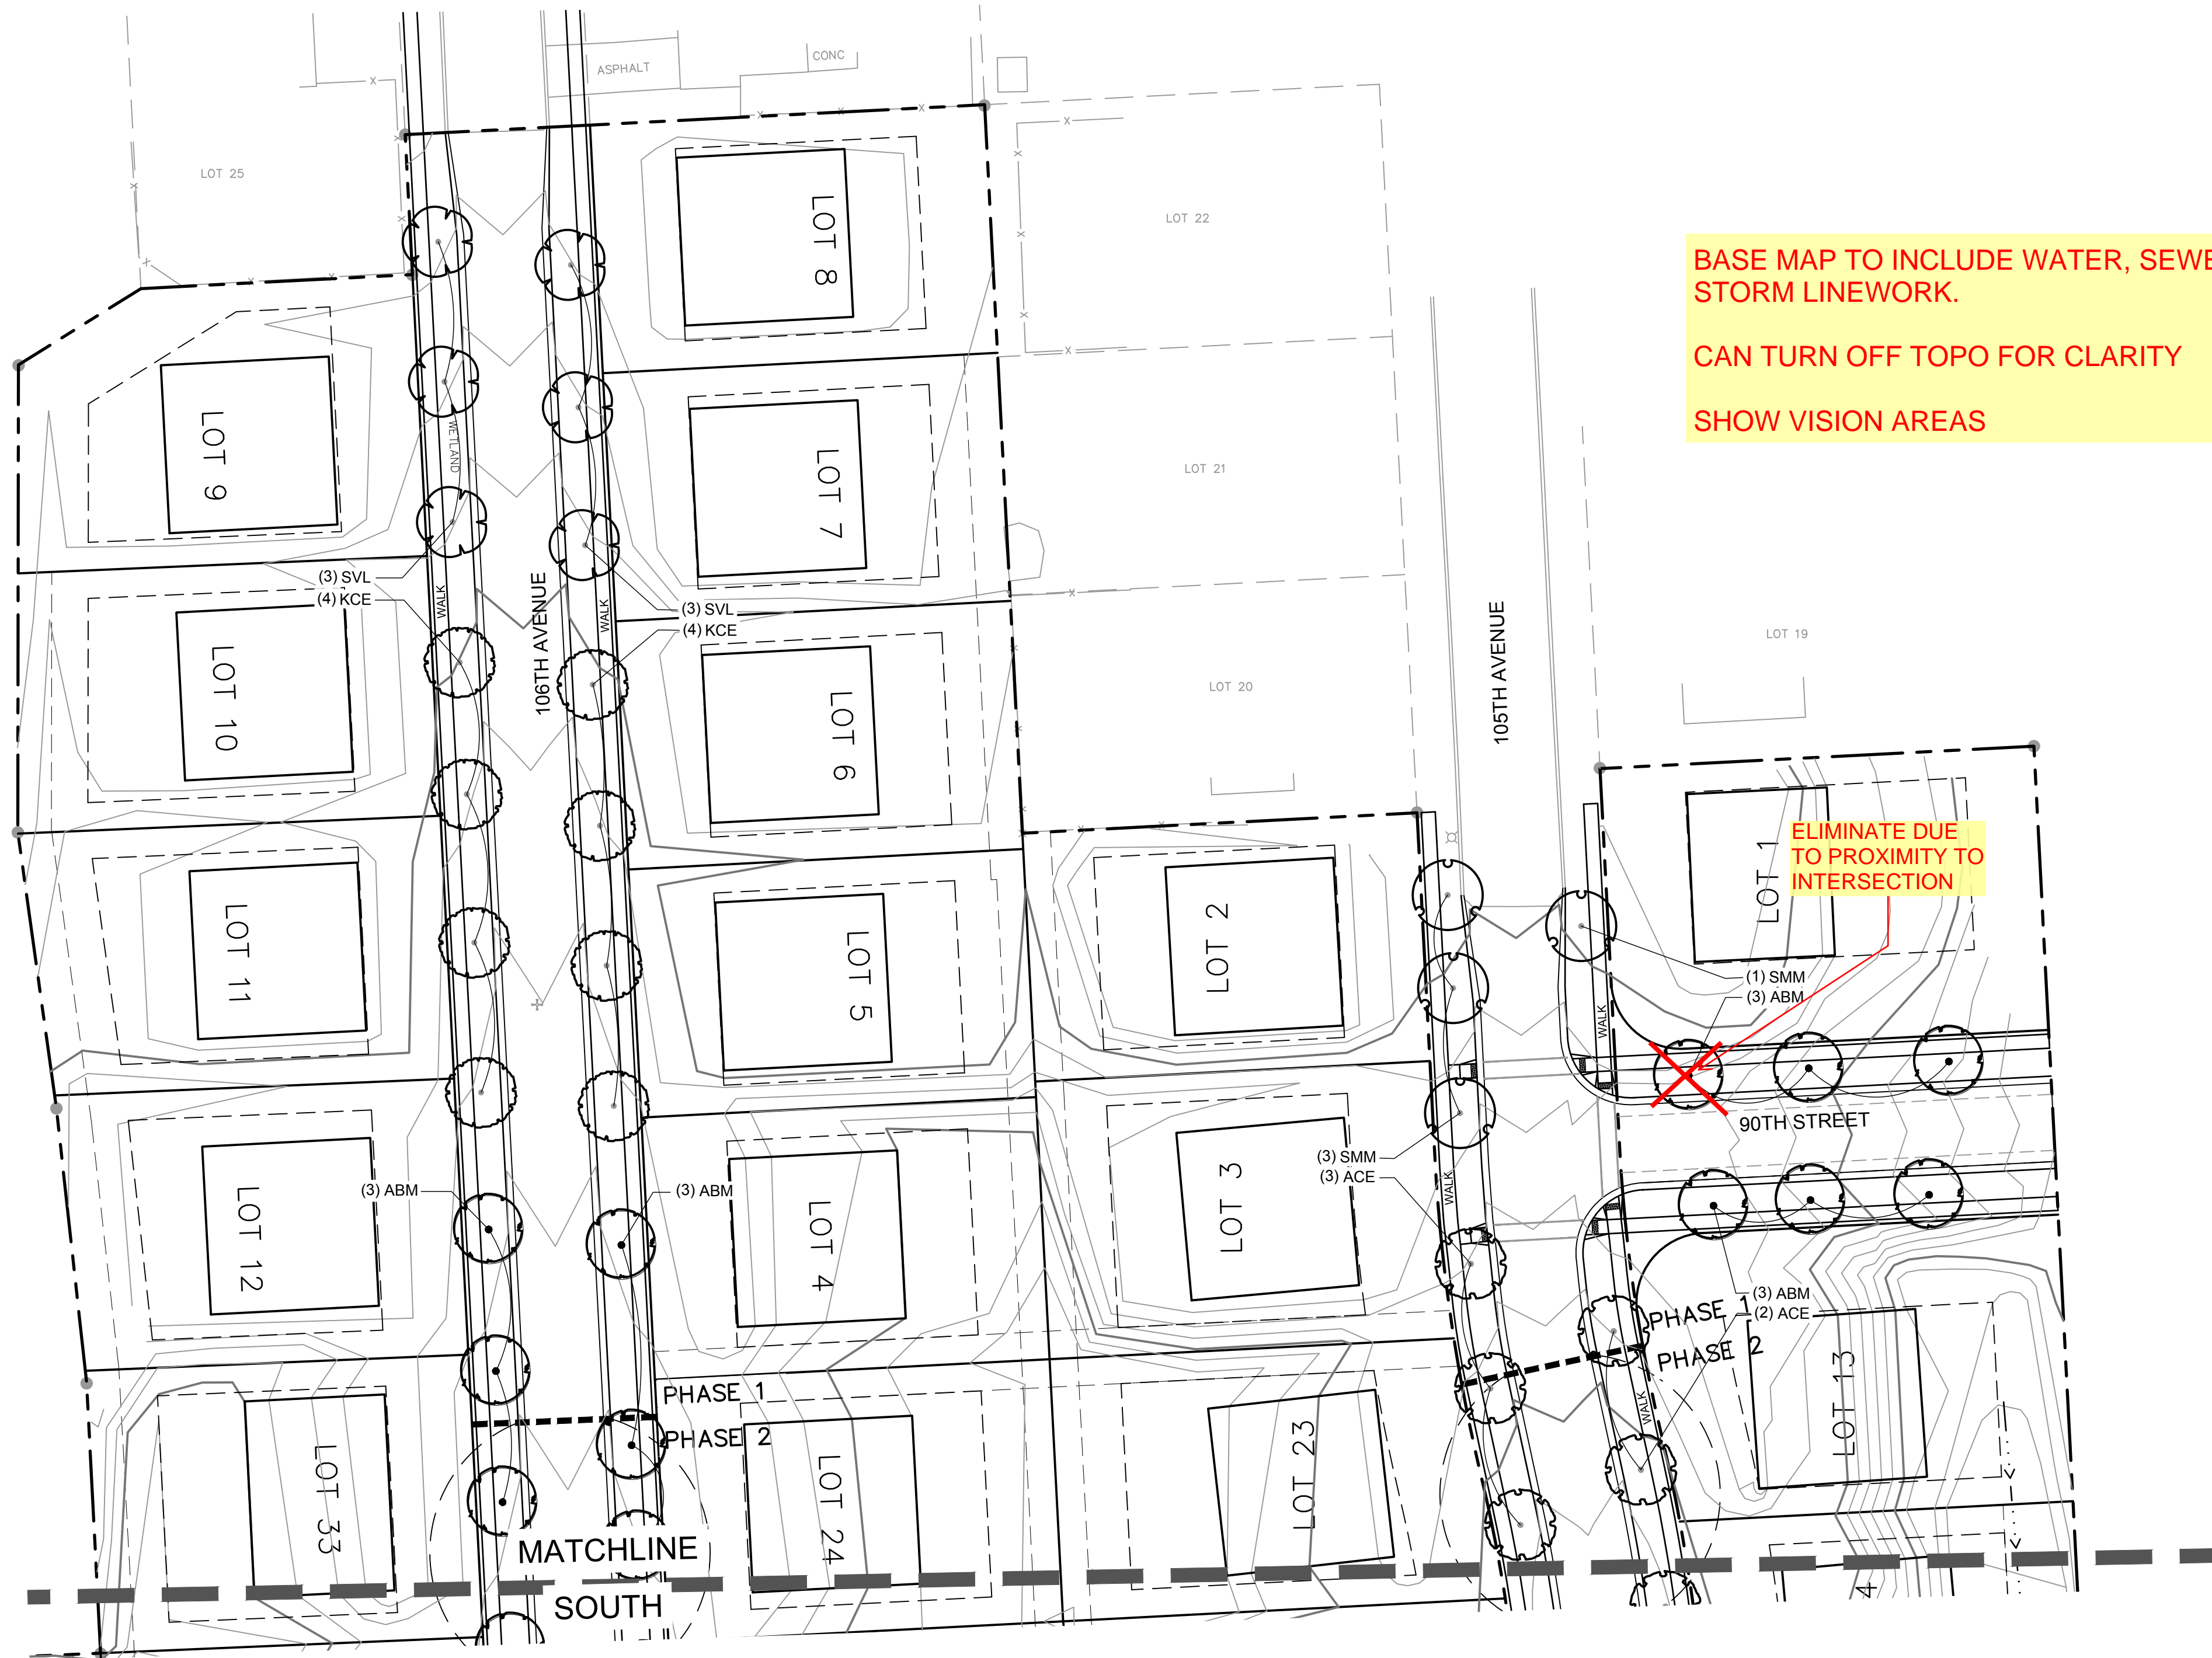 ASPHALT
CONC
LOT 25
LOT 8
LOT 22
BASE MAP TO INCLUDE WATER,
STORM LINEWORK.
CAN TURN OFF TOPO FOR CLARITY
SHOW VISION AREAS
LOT 9
WETLAND
LOT 7
LOT 21
(3) SVL
(4) KCE
WALK
106TH AVENUE
WALK
(3) SVL
(4) KCE
LOT 10
LOT 6
LOT 20
105TH AVENUE
LOT 19
LOT 1
ELIMINATE DUE
TO PROXIMITY TO
INTERSECTION
LOT 11
LOT 5
LOT 2
(1) SMM
(3) ABM
WALK
90TH STREET
LOT 12
(3) ABM
(3) ABM
LOT 4
LOT 3
(3) SMM
(3) ACE
WALK
(3) ABM
(2) ACE
PHASE 1
PHASE 2
PHASE 1
PHASE 2
WALK
LOT 13
LOT 33
LOT 24
LOT 23
MATCHLINE
SOUTH
4